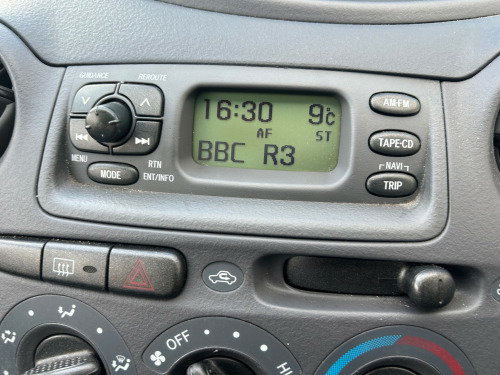 GUIDANCE REROUTE
16:30 9°C
AM·FM
AF ST
TAPE·CD
BBC R3
NAVI
MENU
MODE
RTN
ENT/INFO
TRIP
OFF
HI